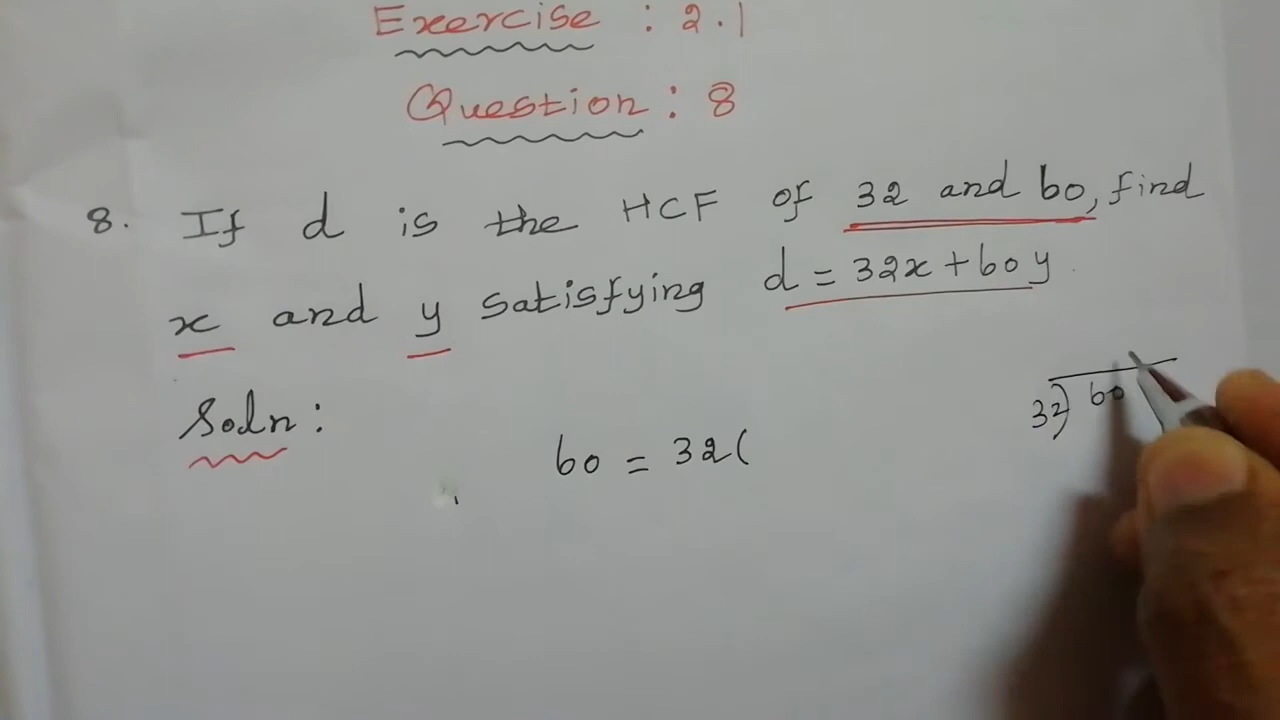 Exercise : 2.1
Question : 8
8. If d is the HCF of 32 and 60, find
x and y satisfying d = 32x + 60y
Soln :
60 = 32(
32) 60